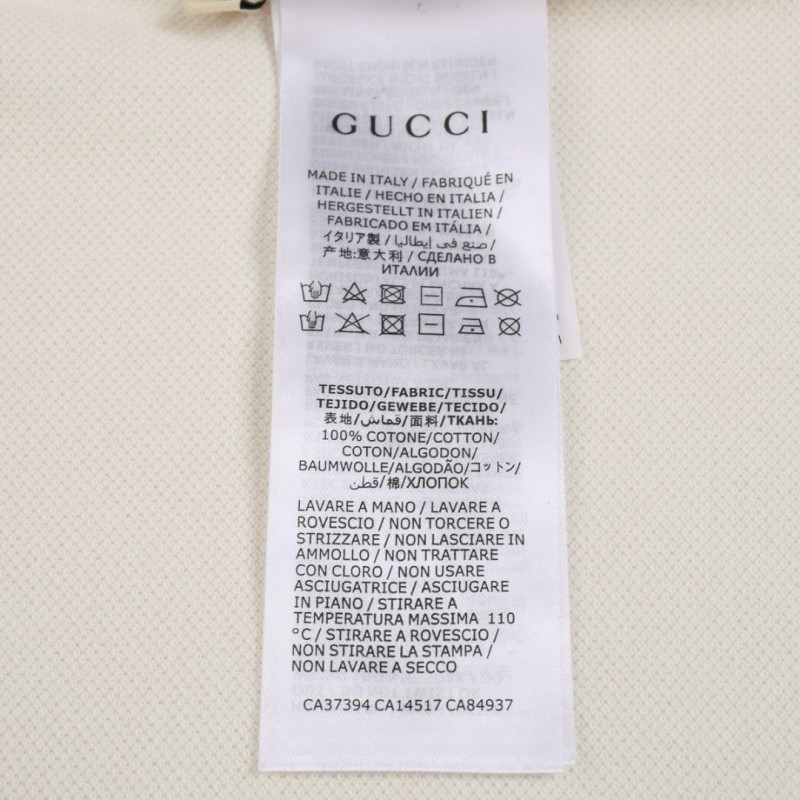 GUCCI
MADE IN ITALY / FABRIQUÉ EN
ITALIE / HECHO EN ITALIA /
HERGESTELLT IN ITALIEN /
FABRICADO EM ITÁLIA /
イタリア製 / صنع في إيطاليا /
产地:意大利 / СДЕЛАНО В
ИТАЛИИ
TESSUTO/FABRIC/TISSU/
TEJIDO/GEWEBE/TECIDO/
表地/قماش/面料/ТКАНЬ:
100% COTONE/COTTON/
COTON/ALGODON/
BAUMWOLLE/ALGODÃO/コットン/
قطن/棉/ХЛОПОК
LAVARE A MANO / LAVARE A
ROVESCIO / NON TORCERE O
STRIZZARE / NON LASCIARE IN
AMMOLLO / NON TRATTARE
CON CLORO / NON USARE
ASCIUGATRICE / ASCIUGARE
IN PIANO / STIRARE A
TEMPERATURA MASSIMA 110
°C / STIRARE A ROVESCIO /
NON STIRARE LA STAMPA /
NON LAVARE A SECCO
CA37394 CA14517 CA84937